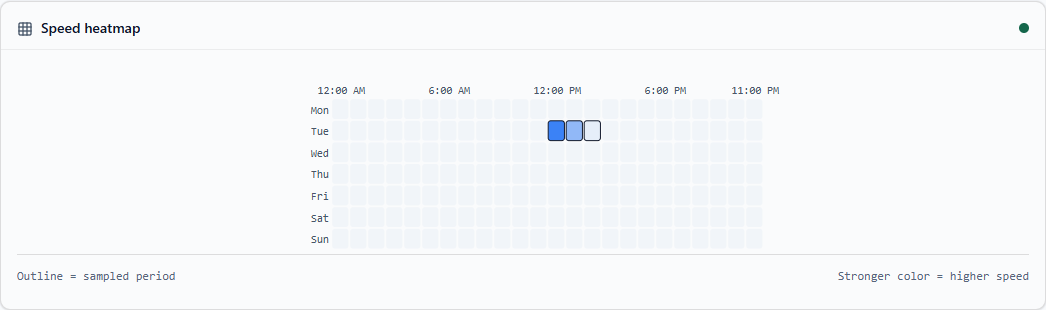 Speed heatmap
12:00 AM 6:00 AM 12:00 PM 6:00 PM 11:00 PM
Mon
Tue
Wed
Thu
Fri
Sat
Sun
Outline = sampled period Stronger color = higher speed